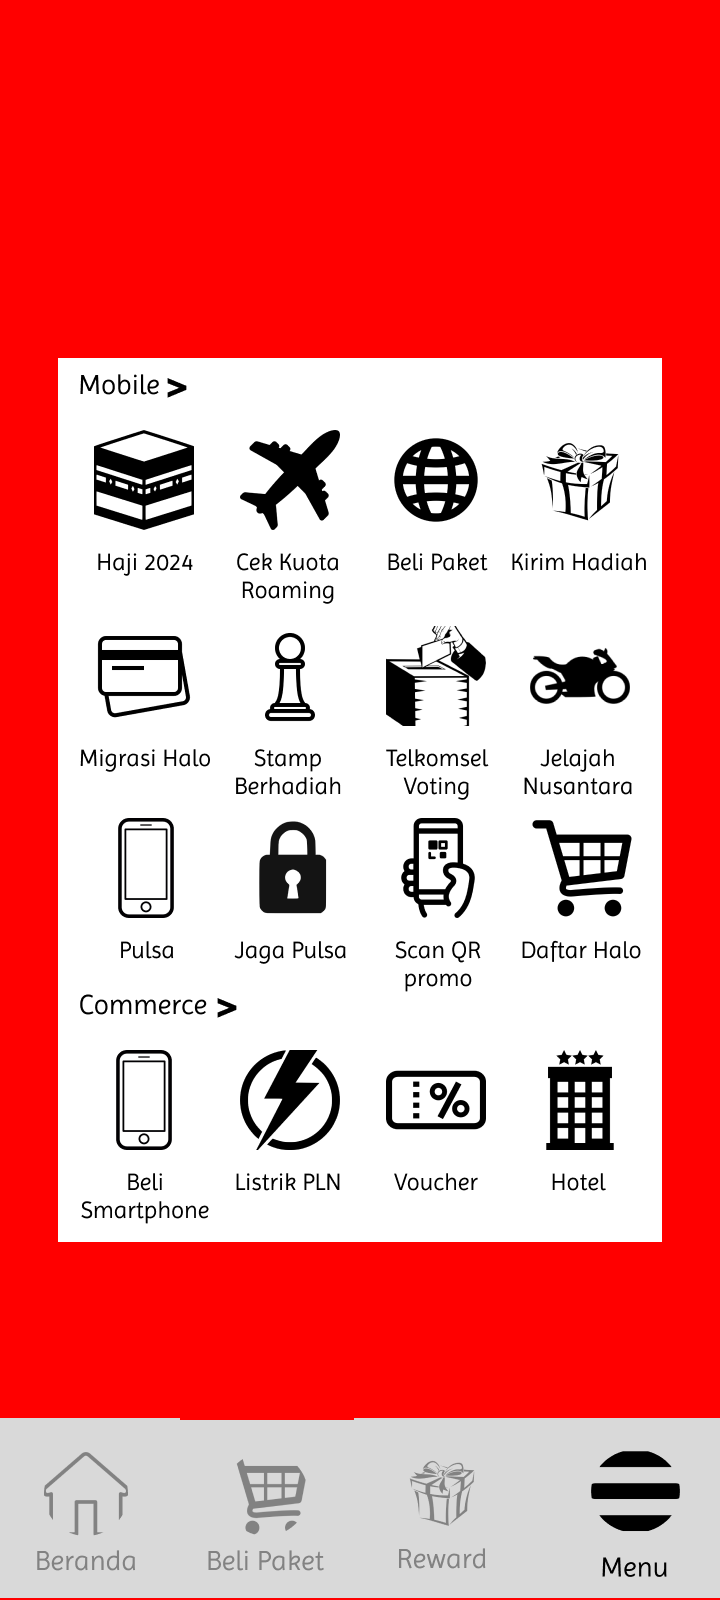 Mobile >
Haji 2024
Cek Kuota
Roaming
Beli Paket
Kirim Hadiah
Migrasi Halo
Stamp
Berhadiah
Telkomsel
Voting
Jelajah
Nusantara
Pulsa
Jaga Pulsa
Scan QR
promo
Daftar Halo
Commerce >
Beli
Smartphone
Listrik PLN
%
Voucher
Hotel
Beranda
Beli Paket
Reward
Menu